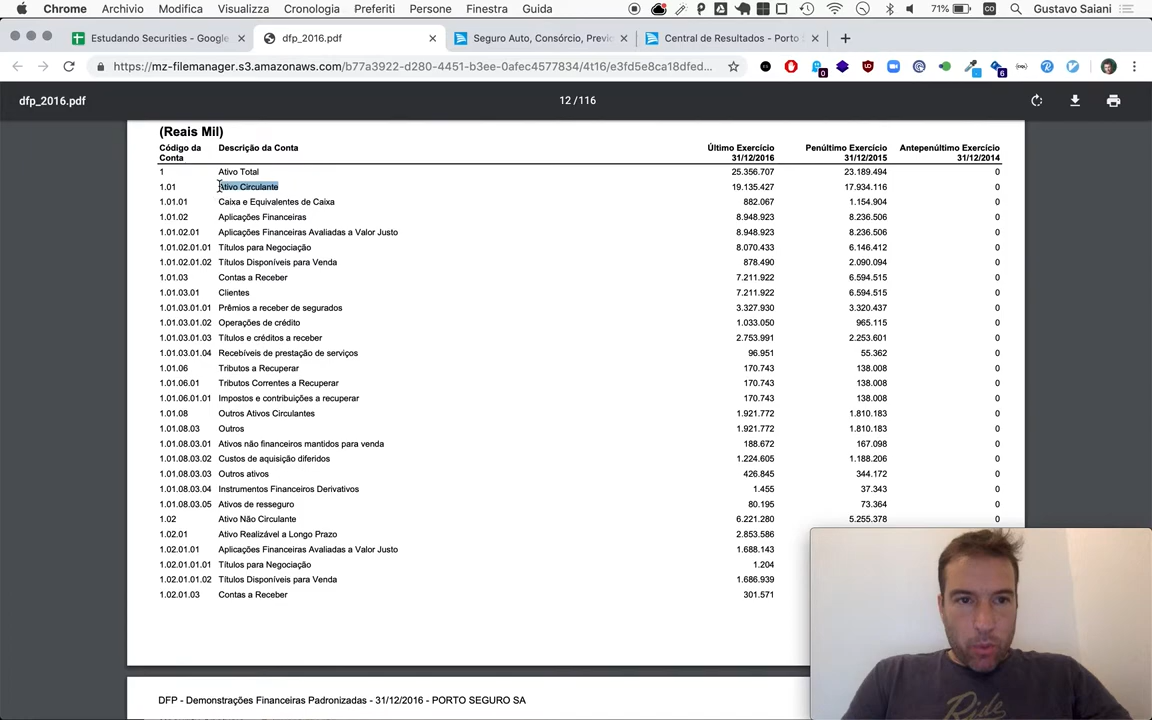 Chrome Arquivo Modifica Visualizza Cronologia Preferiti Persone Finestra Guida 71% Gustavo Saiani
Estudando Securities - Google
dfp_2016.pdf
Seguro Auto, Consórcio, Previd
Central de Resultados - Porto S
https://mz-filemanager.s3.amazonaws.com/b77a3922-d280-4451-b3ee-0afec4577834/4t16/e3fd5e8ca18dfed...
dfp_2016.pdf 12 / 116
(Reais Mil)
Código da Conta Descrição da Conta Último Exercício 31/12/2016 Penúltimo Exercício 31/12/2015 Antepenúltimo Exercício 31/12/2014
1 Ativo Total 25.356.707 23.189.494 0
1.01 Ativo Circulante 19.135.427 17.934.116 0
1.01.01 Caixa e Equivalentes de Caixa 882.067 1.154.904 0
1.01.02 Aplicações Financeiras 8.948.923 8.236.506 0
1.01.02.01 Aplicações Financeiras Avaliadas a Valor Justo 8.948.923 8.236.506 0
1.01.02.01.01 Títulos para Negociação 8.070.433 6.146.412 0
1.01.02.01.02 Títulos Disponíveis para Venda 878.490 2.090.094 0
1.01.03 Contas a Receber 7.211.922 6.594.515 0
1.01.03.01 Clientes 7.211.922 6.594.515 0
1.01.03.01.01 Prêmios a receber de segurados 3.327.930 3.320.437 0
1.01.03.01.02 Operações de crédito 1.033.050 965.115 0
1.01.03.01.03 Títulos e créditos a receber 2.753.991 2.253.601 0
1.01.03.01.04 Recebíveis de prestação de serviços 96.951 55.362 0
1.01.06 Tributos a Recuperar 170.743 138.008 0
1.01.06.01 Tributos Correntes a Recuperar 170.743 138.008 0
1.01.06.01.01 Impostos e contribuições a recuperar 170.743 138.008 0
1.01.08 Outros Ativos Circulantes 1.921.772 1.810.183 0
1.01.08.03 Outros 1.921.772 1.810.183 0
1.01.08.03.01 Ativos não financeiros mantidos para venda 188.672 167.098 0
1.01.08.03.02 Custos de aquisição diferidos 1.224.605 1.188.206 0
1.01.08.03.03 Outros ativos 426.845 344.172 0
1.01.08.03.04 Instrumentos Financeiros Derivativos 1.455 37.343 0
1.01.08.03.05 Ativos de resseguro 80.195 73.364 0
1.02 Ativo Não Circulante 6.221.280 5.255.378 0
1.02.01 Ativo Realizável a Longo Prazo 2.853.586
1.02.01.01 Aplicações Financeiras Avaliadas a Valor Justo 1.688.143
1.02.01.01.01 Títulos para Negociação 1.204
1.02.01.01.02 Títulos Disponíveis para Venda 1.686.939
1.02.01.03 Contas a Receber 301.571
DFP - Demonstrações Financeiras Padronizadas - 31/12/2016 - PORTO SEGURO SA